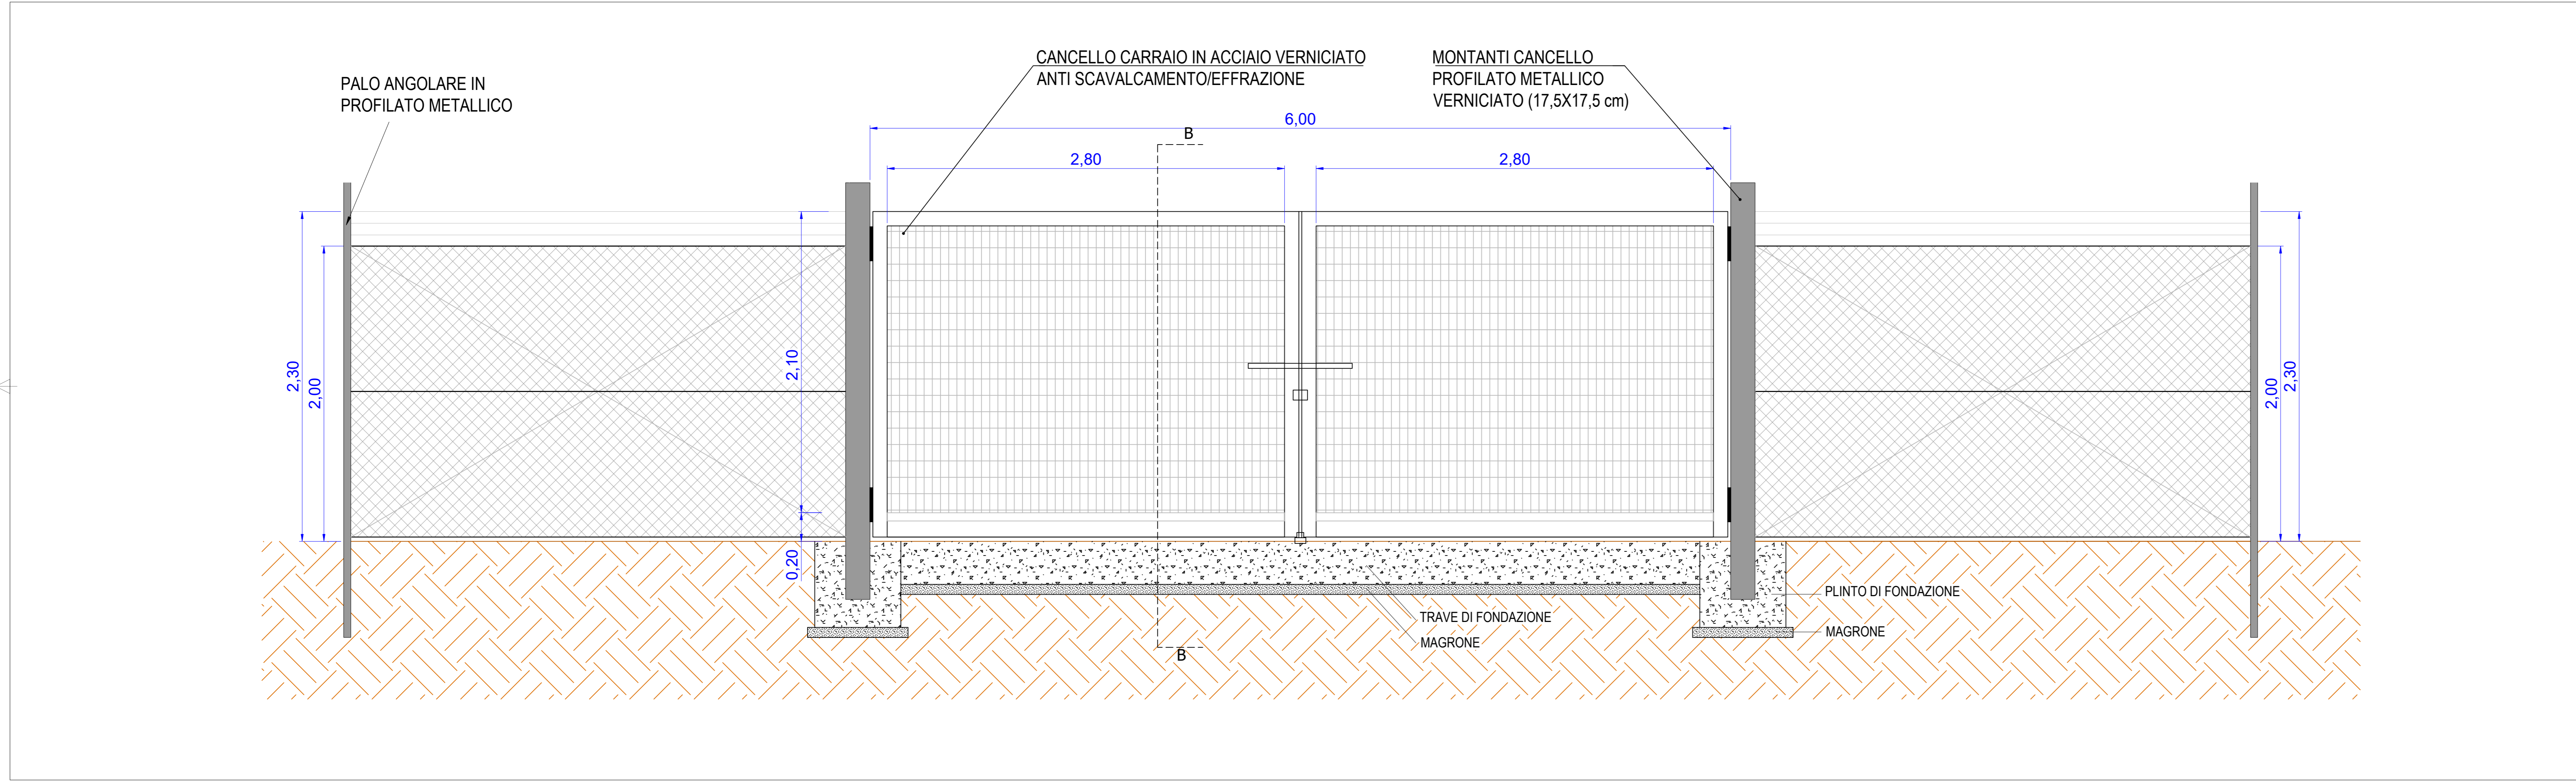 PALO ANGOLARE IN
PROFILATO METALLICO
CANCELLO CARRAIO IN ACCIAIO VERNICIATO
ANTI SCAVALCAMENTO/EFFRAZIONE
MONTANTI CANCELLO
PROFILATO METALLICO
VERNICIATO (17,5X17,5 cm)
6,00
B
2,80
2,80
2,30
2,00
2,10
0,20
2,00
2,30
PLINTO DI FONDAZIONE
TRAVE DI FONDAZIONE
MAGRONE
MAGRONE
B